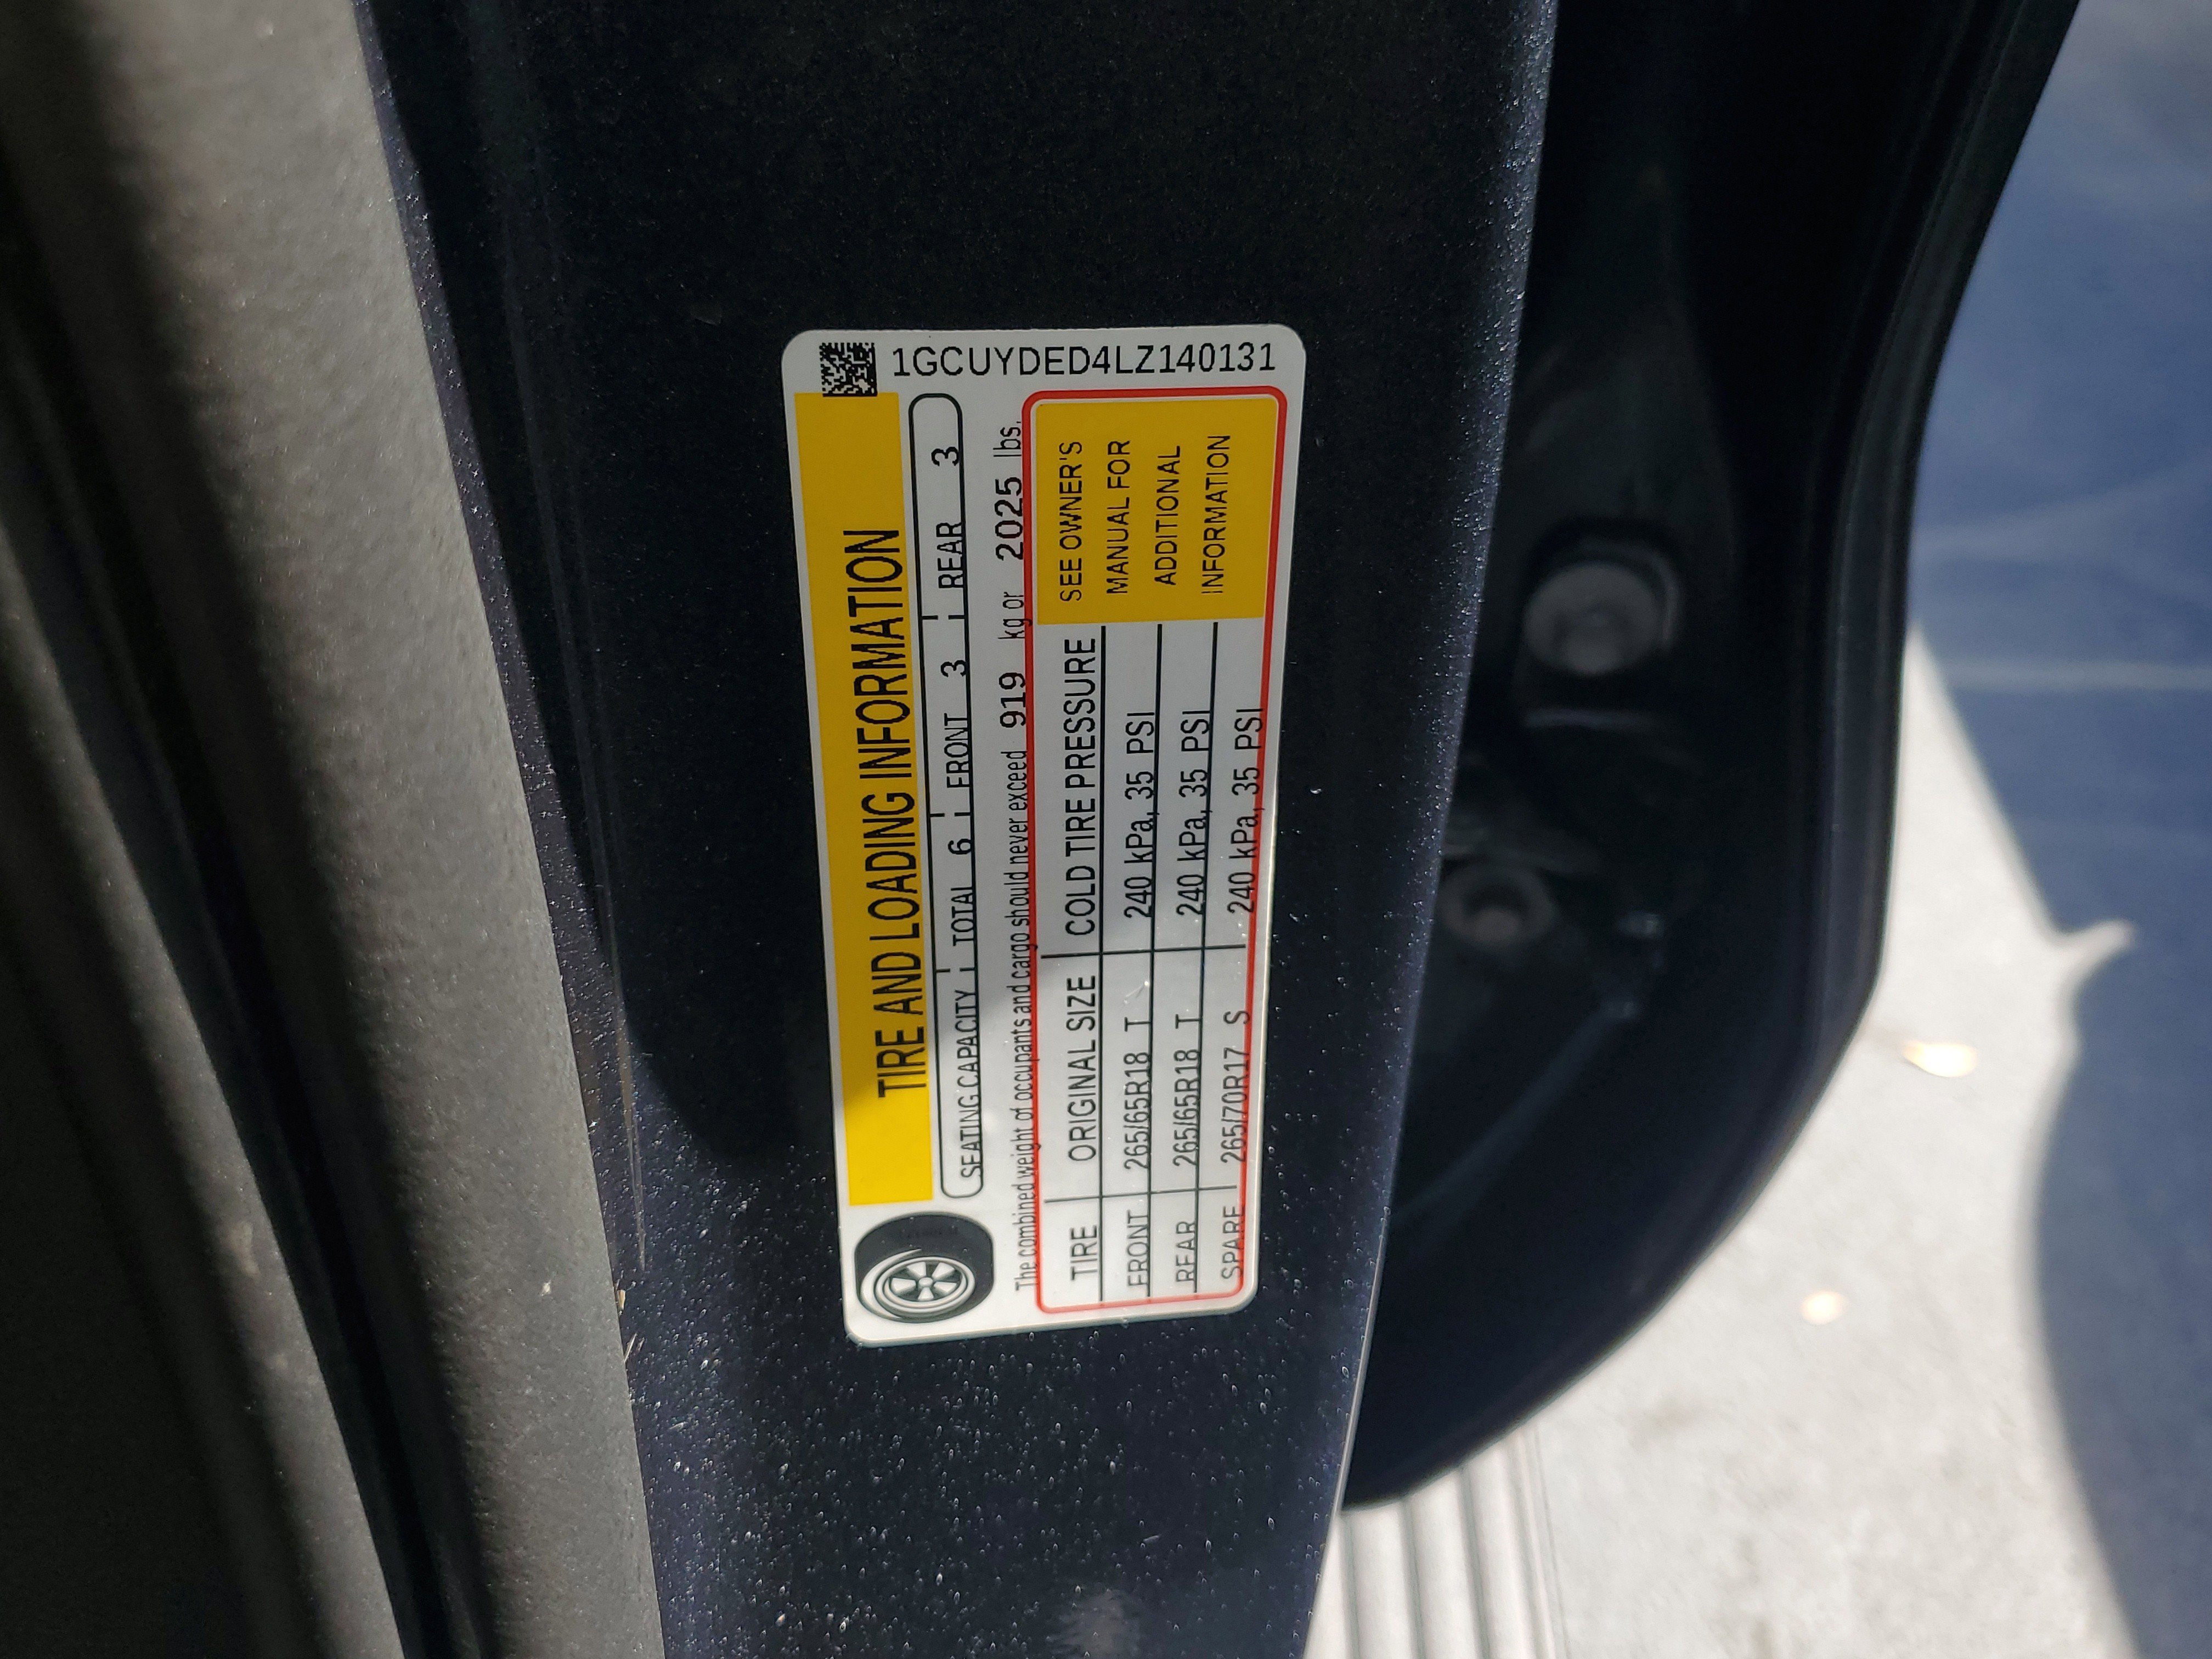 1GCUYDED4LZ140131
TIRE AND LOADING INFORMATION
SEATING CAPACITY TOTAL 6 FRONT 3 REAR 3
The combined weight of occupants and cargo should never exceed 919 kg or 2025 lbs.
TIRE ORIGINAL SIZE COLD TIRE PRESSURE
FRONT 265/65R18 T 240 kPa, 35 PSI
REAR 265/65R18 T 240 kPa, 35 PSI
SPARE 265/70R17 S 240 kPa, 35 PSI
SEE OWNER'S
MANUAL FOR
ADDITIONAL
INFORMATION